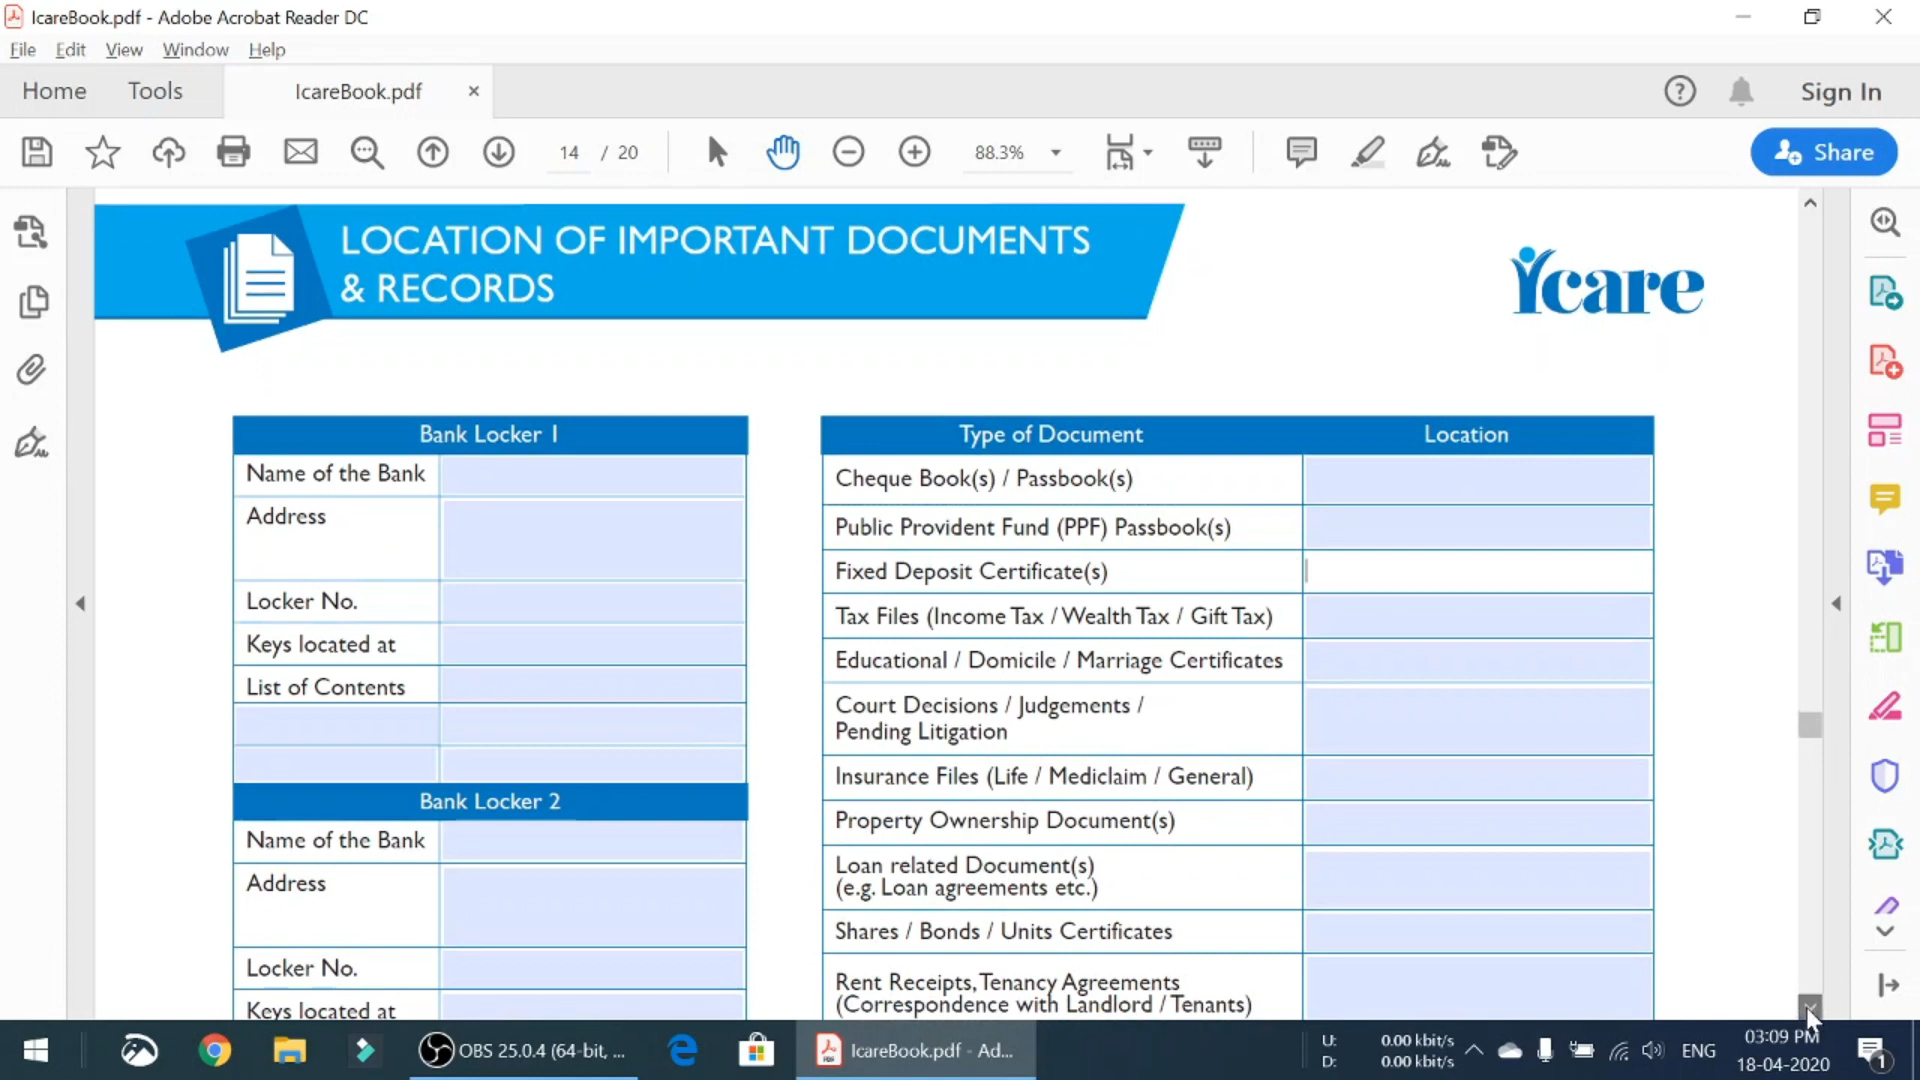 IcareBook.pdf - Adobe Acrobat Reader DC
File Edit View Window Help
Home Tools IcareBook.pdf × Sign In
14 / 20 88.3% Share
LOCATION OF IMPORTANT DOCUMENTS
& RECORDS
Ycare
Bank Locker 1
Name of the Bank
Address
Locker No.
Keys located at
List of Contents
Bank Locker 2
Name of the Bank
Address
Locker No.
Keys located at
Type of Document Location
Cheque Book(s) / Passbook(s)
Public Provident Fund (PPF) Passbook(s)
Fixed Deposit Certificate(s)
Tax Files (Income Tax / Wealth Tax / Gift Tax)
Educational / Domicile / Marriage Certificates
Court Decisions / Judgements /
Pending Litigation
Insurance Files (Life / Mediclaim / General)
Property Ownership Document(s)
Loan related Document(s)
(e.g. Loan agreements etc.)
Shares / Bonds / Units Certificates
Rent Receipts, Tenancy Agreements
(Correspondence with Landlord / Tenants)
OBS 25.0.4 (64-bit, ...
IcareBook.pdf - Ad...
U: 0.00 kbit/s
D: 0.00 kbit/s
ENG
03:09 PM
18-04-2020
1